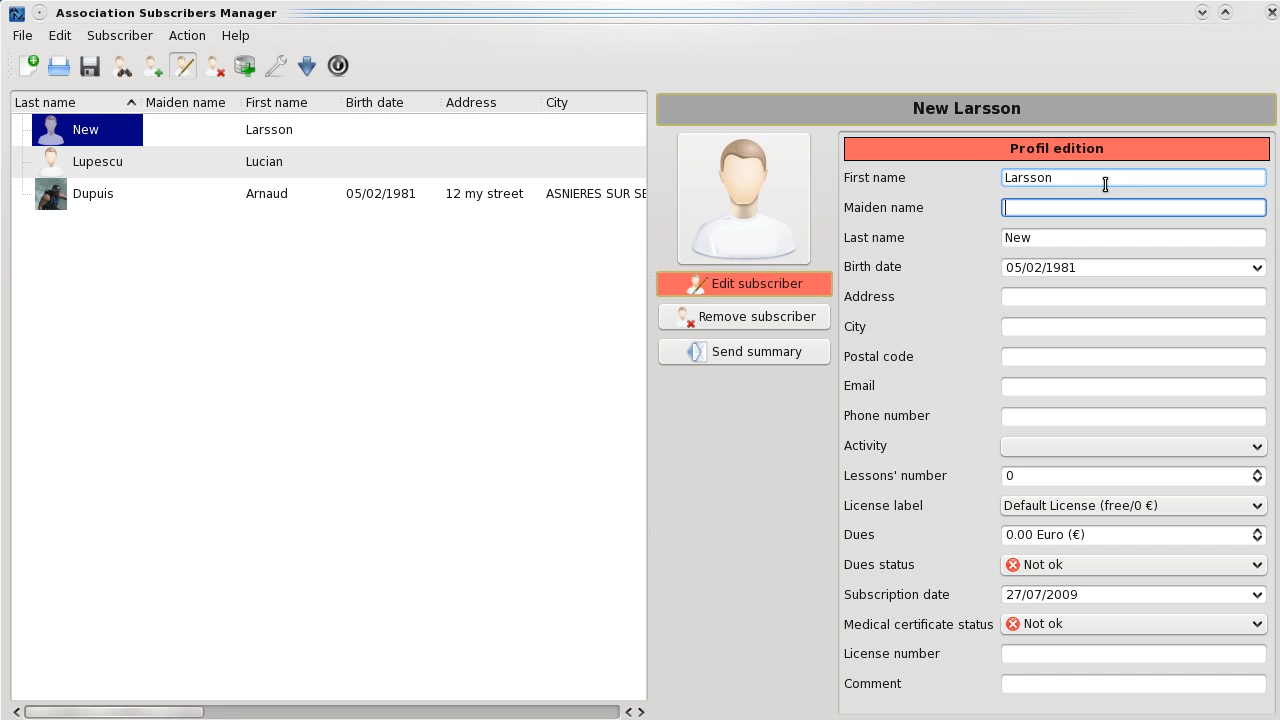 Association Subscribers Manager
File Edit Subscriber Action Help
Last name Maiden name First name Birth date Address City
New Larsson
Lupescu Lucian
Dupuis Arnaud 05/02/1981 12 my street ASNIERES SUR SE
New Larsson
Edit subscriber
Remove subscriber
Send summary
Profil edition
First name Larsson
Maiden name
Last name New
Birth date 05/02/1981
Address
City
Postal code
Email
Phone number
Activity
Lessons' number 0
License label Default License (free/0 €)
Dues 0.00 Euro (€)
Dues status Not ok
Subscription date 27/07/2009
Medical certificate status Not ok
License number
Comment